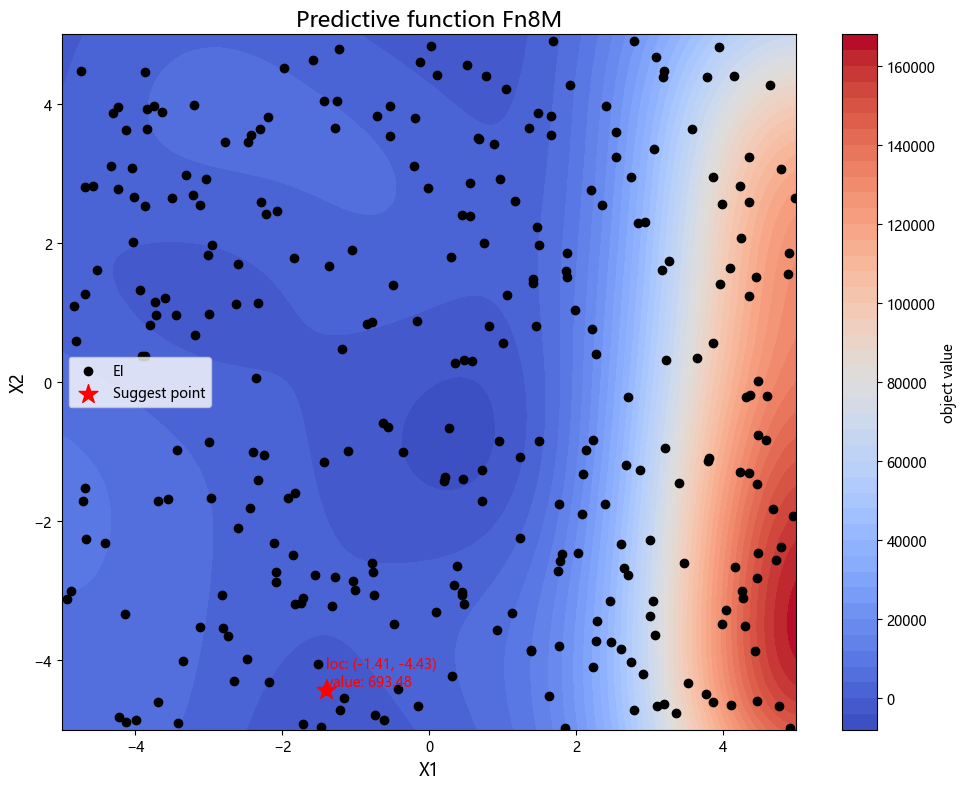 Predictive function Fn8M
X2
4
2
0
−2
−4
EI
Suggest point
loc: (-1.41, -4.43)
value: 693.48
−4
−2
0
2
4
X1
160000
140000
120000
100000
80000
60000
40000
20000
0
object value